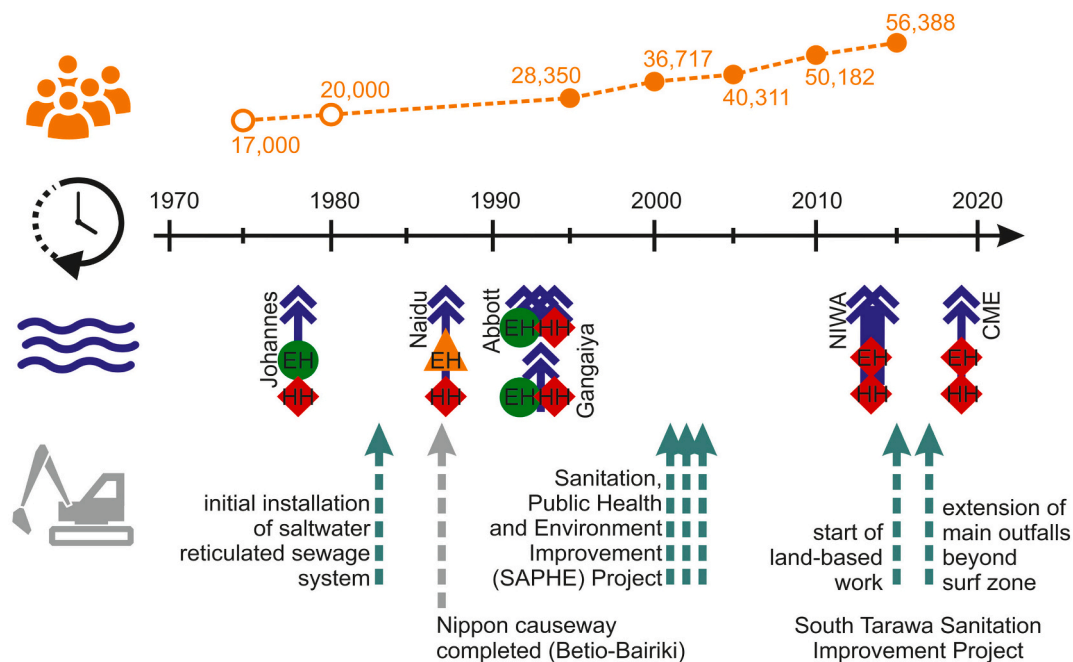 56,388
36,717
28,350
20,000
50,182
40,311
17,000
1970 1980 1990 2000 2010 2020
Johannes
Naidu
Abbott
Gangaiya
NIWA
CME
EH
HH
EH
HH
EH HH
EH HH
EH
HH
EH
HH
initial installation
of saltwater
reticulated sewage
system
Nippon causeway
completed (Betio-Bairiki)
Sanitation,
Public Health
and Environment
Improvement
(SAPHE) Project
start of
land-based
work
extension of
main outfalls
beyond
surf zone
South Tarawa Sanitation
Improvement Project